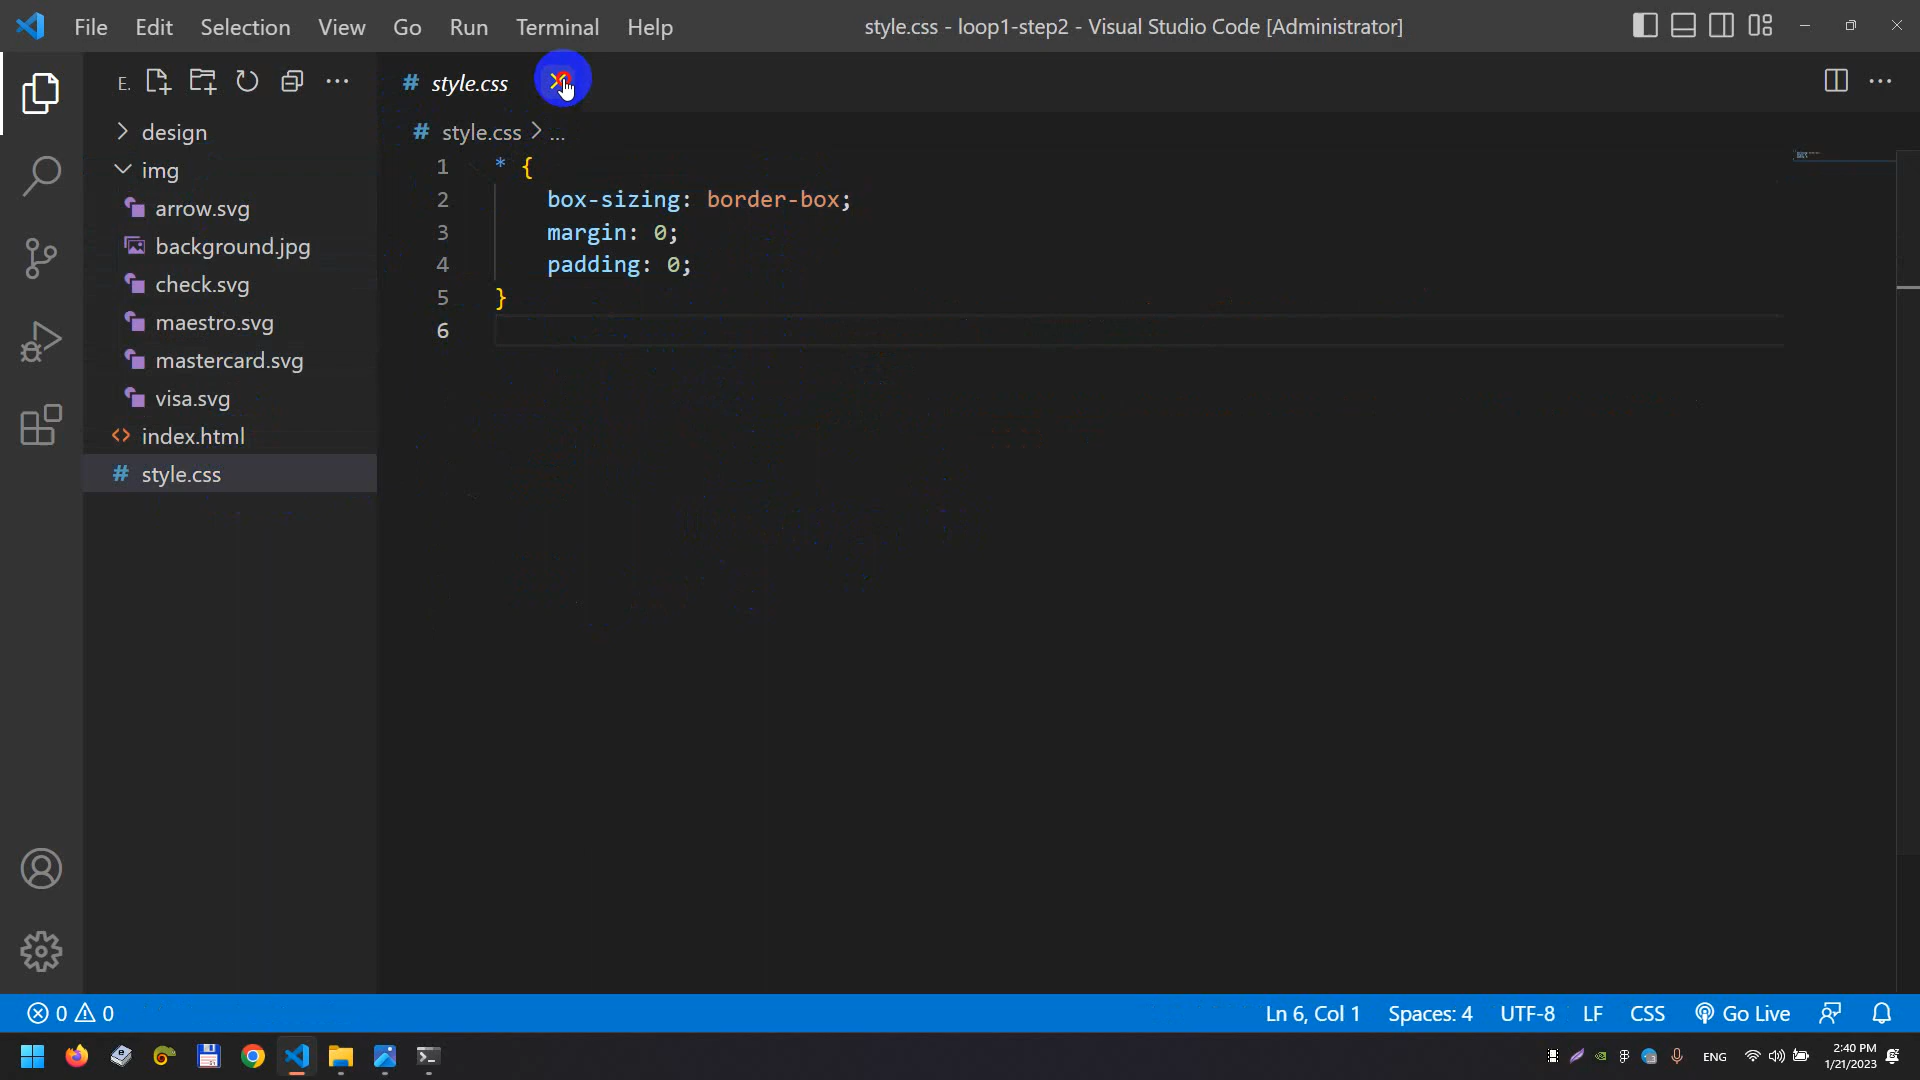 File Edit Selection View Go Run Terminal Help
style.css - loop1-step2 - Visual Studio Code [Administrator]
E.
design
img
arrow.svg
background.jpg
check.svg
maestro.svg
mastercard.svg
visa.svg
index.html
# style.css
# style.css
# style.css > ...
1 * {
2 box-sizing: border-box;
3 margin: 0;
4 padding: 0;
5 }
6
0 0
Ln 6, Col 1 Spaces: 4 UTF-8 LF CSS Go Live
ENG
2:40 PM
1/21/2023